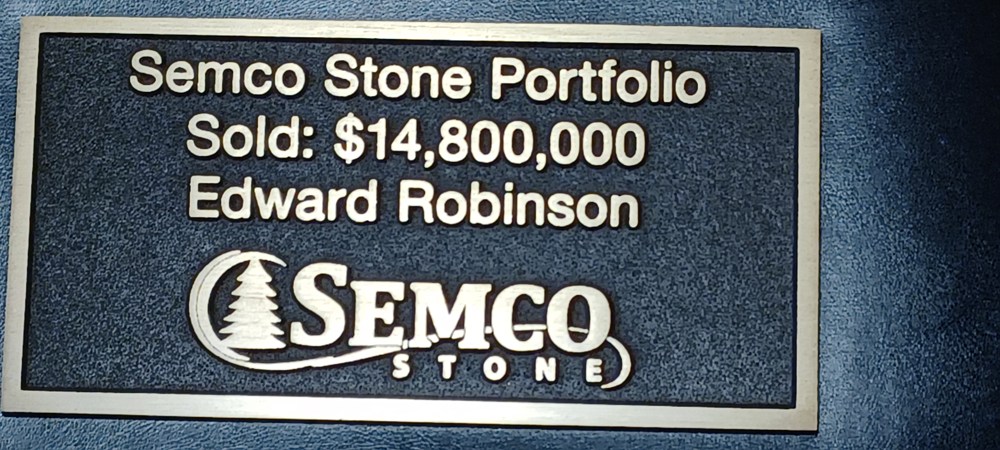 Semco Stone Portfolio
Sold: $14,800,000
Edward Robinson
SEMCO
STONE